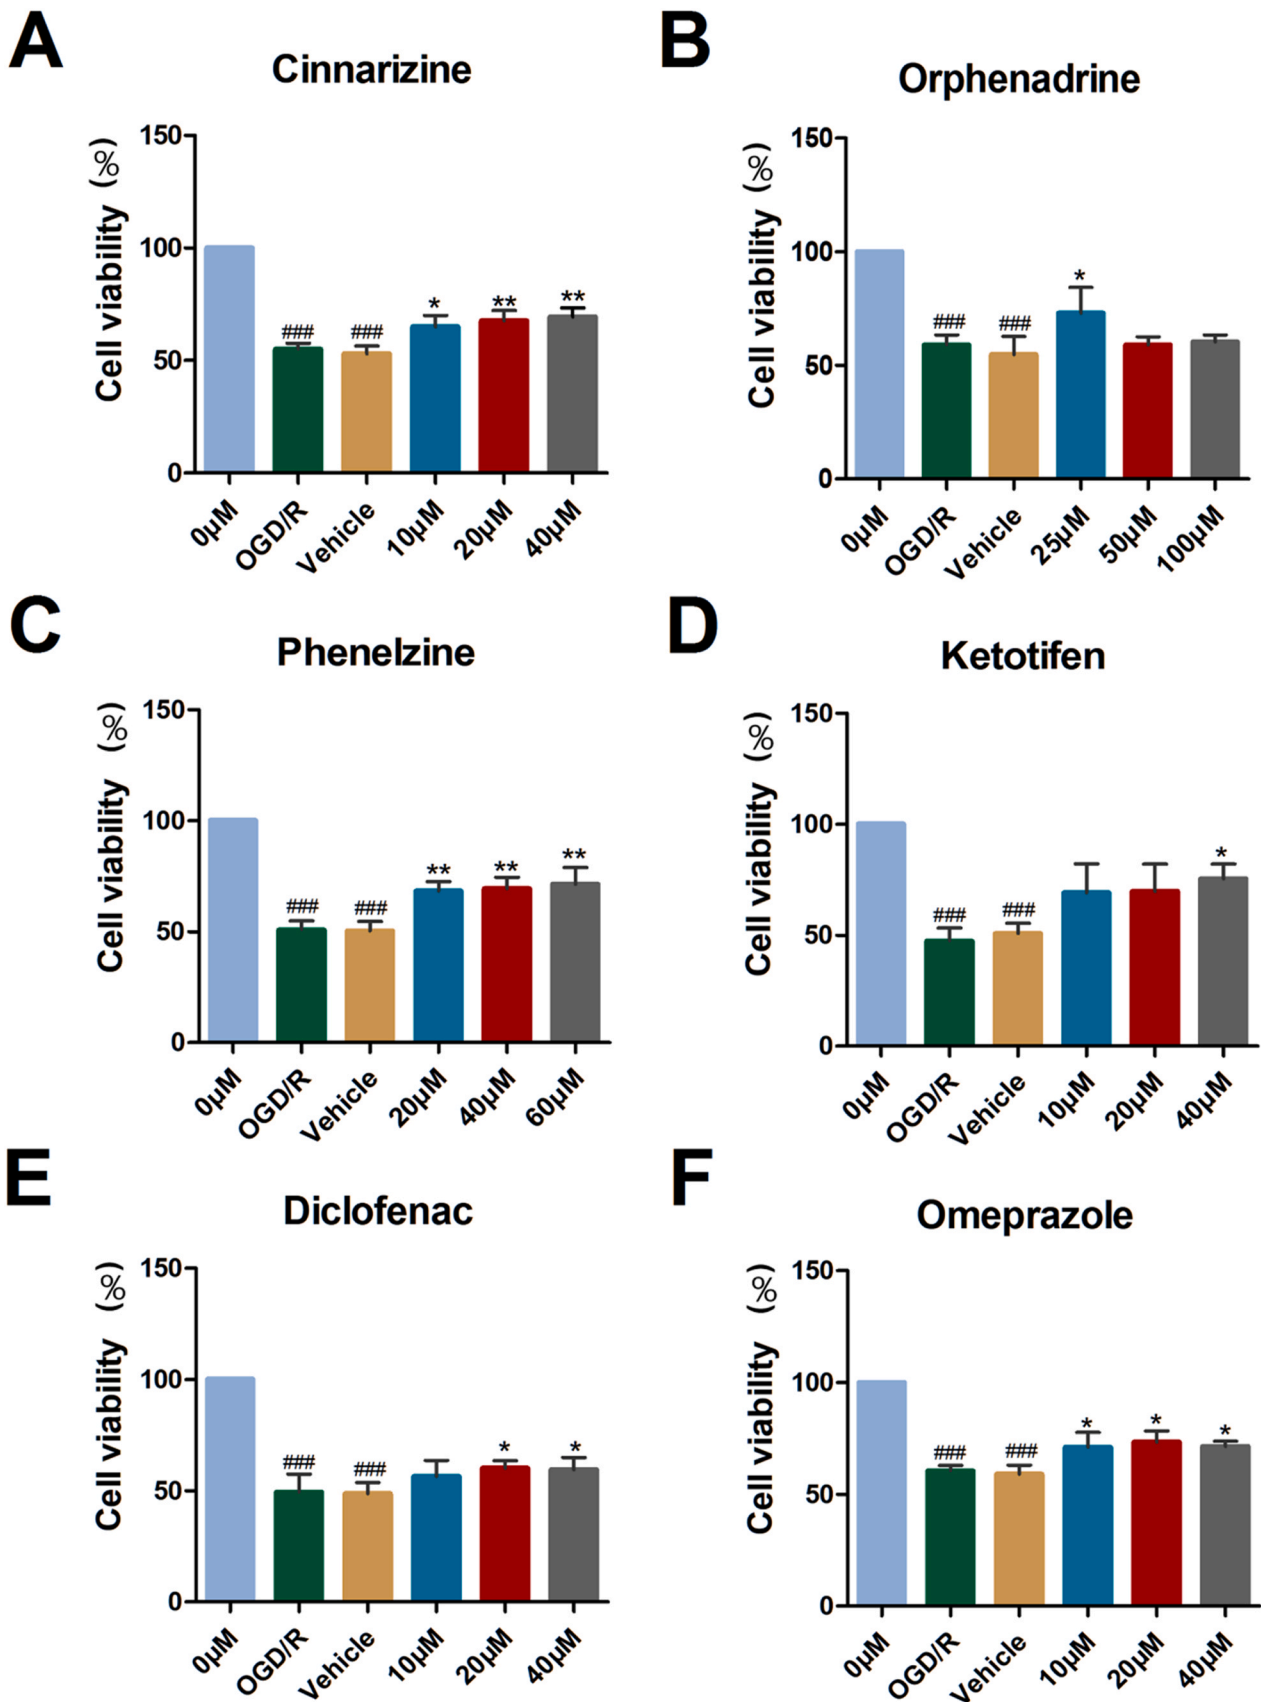 A
Cinnarizine
Cell viability (%)
150
100
50
0
###
###
*
**
**
0μM
OGD/R
Vehicle
10μM
20μM
40μM
B
Orphenadrine
Cell viability (%)
150
100
50
0
###
###
*
0μM
OGD/R
Vehicle
25μM
50μM
100μM
C
Phenelzine
Cell viability (%)
150
100
50
0
###
###
**
**
**
0μM
OGD/R
Vehicle
20μM
40μM
60μM
D
Ketotifen
Cell viability (%)
150
100
50
0
###
###
*
0μM
OGD/R
Vehicle
10μM
20μM
40μM
E
Diclofenac
Cell viability (%)
150
100
50
0
###
###
*
*
0μM
OGD/R
Vehicle
10μM
20μM
40μM
F
Omeprazole
Cell viability (%)
150
100
50
0
###
###
*
*
*
0μM
OGD/R
Vehicle
10μM
20μM
40μM